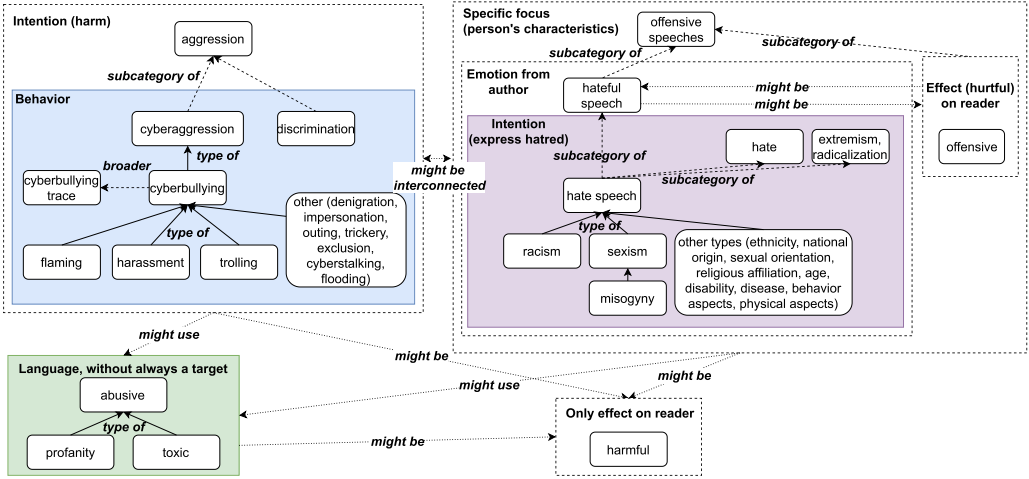 Intention (harm)
aggression
subcategory of
Behavior
cyberaggression
discrimination
type of
broader
cyberbullying
trace
cyberbullying
type of
flaming
harassment
trolling
other (denigration,
impersonation,
outing, trickery,
exclusion,
cyberstalking,
flooding)
might be
interconnected
Specific focus
(person's characteristics)
offensive
speeches
subcategory of
subcategory of
Emotion from
author
hateful
speech
might be
might be
Effect (hurtful)
on reader
offensive
Intention
(express hatred)
hate
extremism,
radicalization
subcategory of
subcategory of
hate speech
type of
racism
sexism
misogyny
other types (ethnicity, national
origin, sexual orientation,
religious affiliation, age,
disability, disease, behavior
aspects, physical aspects)
might use
might be
might use
might be
Language, without always a target
abusive
type of
profanity
toxic
might be
Only effect on reader
harmful